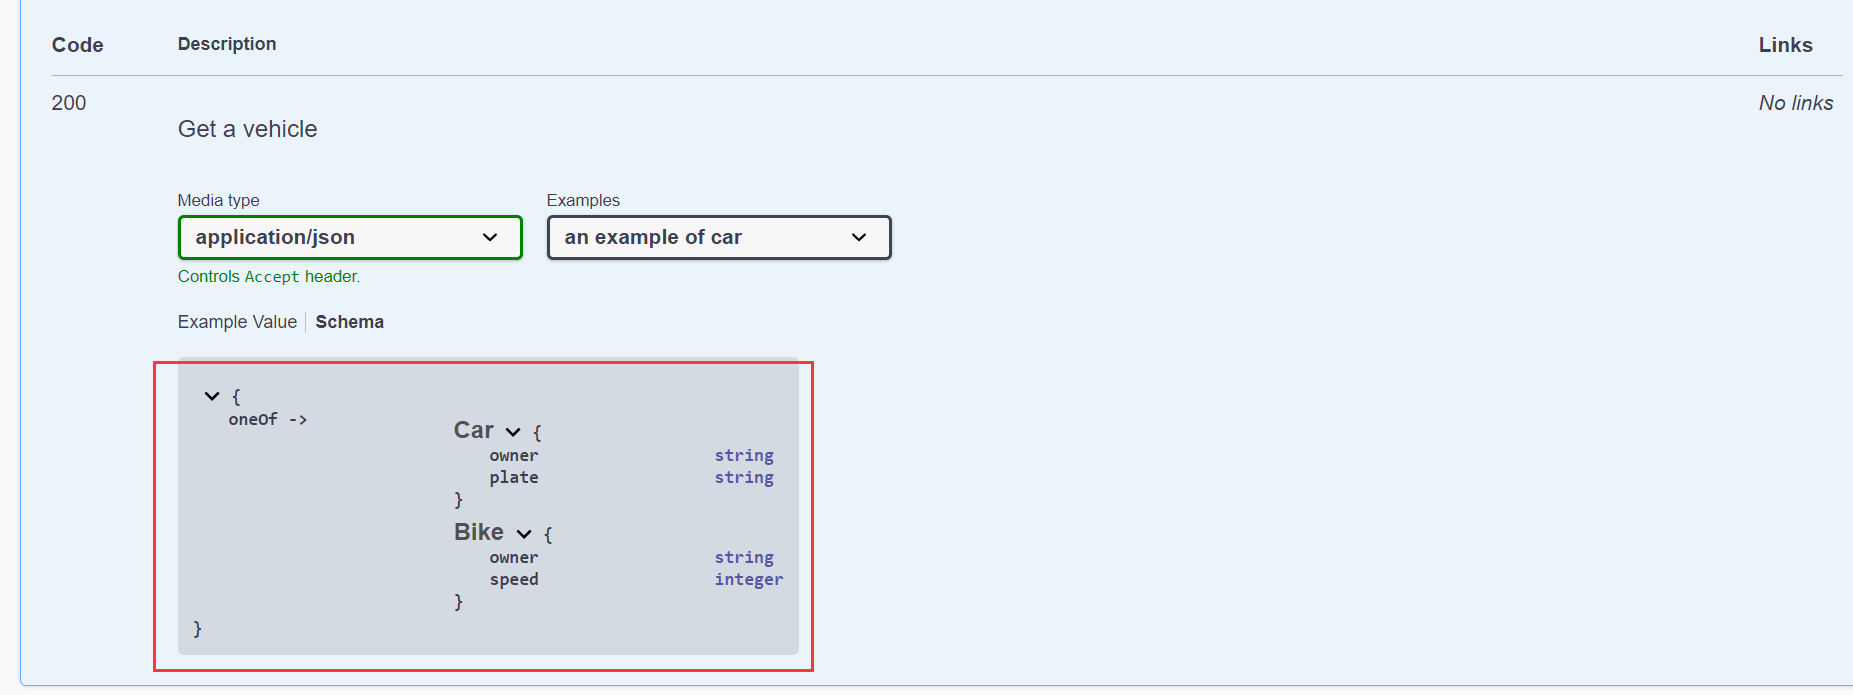 Code Description Links
200 No links
Get a vehicle
Media type Examples
application/json an example of car
Controls Accept header.
Example Value Schema
{
oneOf ->
Car {
owner string
plate string
}
Bike {
owner string
speed integer
}
}